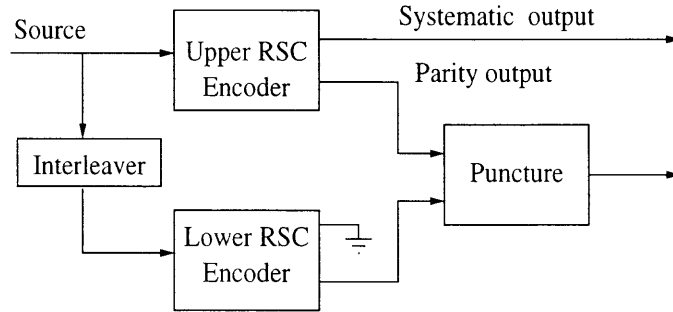 Source
Systematic output
Upper RSC
Encoder
Parity output
Interleaver
Puncture
Lower RSC
Encoder